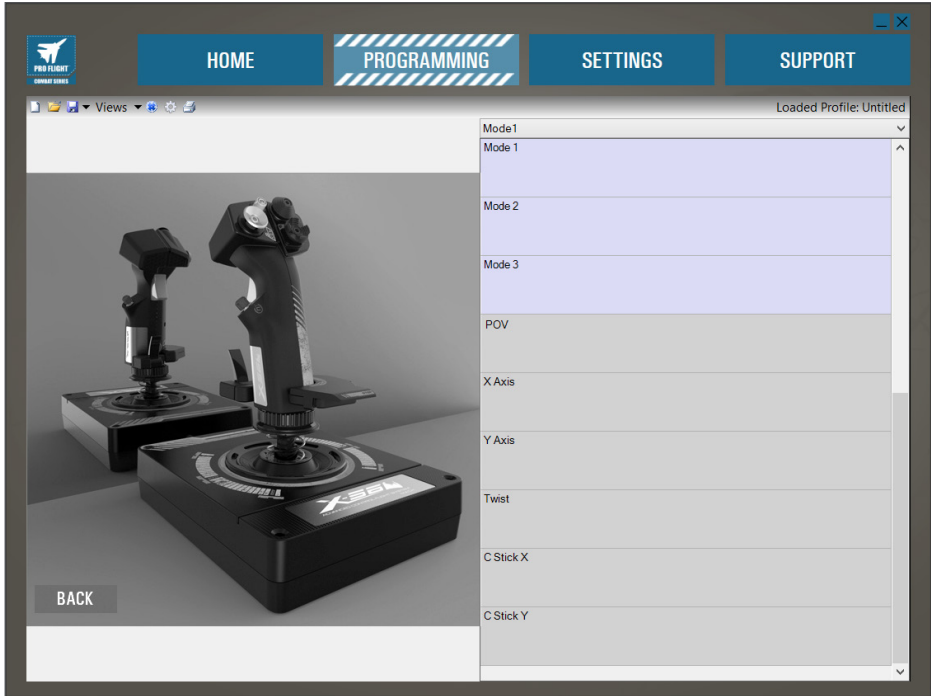 PRO FLIGHT
COMBAT SERIES
HOME
PROGRAMMING
SETTINGS
SUPPORT
Views
Loaded Profile: Untitled
Mode1
Mode 1
Mode 2
Mode 3
POV
X Axis
Y Axis
Twist
C Stick X
C Stick Y
X-56
BACK